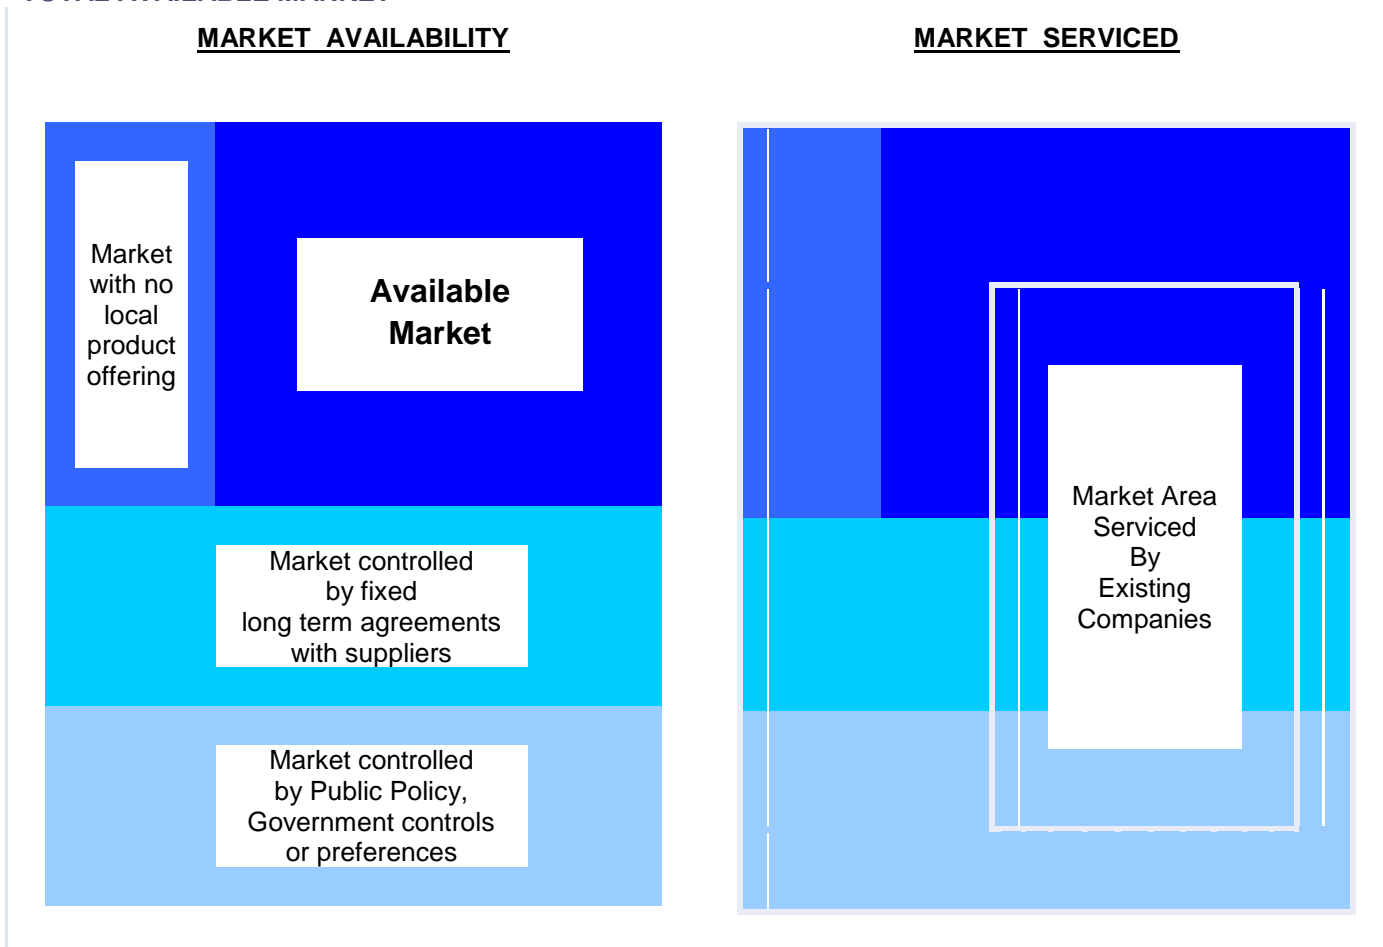 MARKET AVAILABILITY
MARKET SERVICED
Market
with no
local
product
offering
Available
Market
Market controlled
by fixed
long term agreements
with suppliers
Market controlled
by Public Policy,
Government controls
or preferences
Market Area
Serviced
By
Existing
Companies